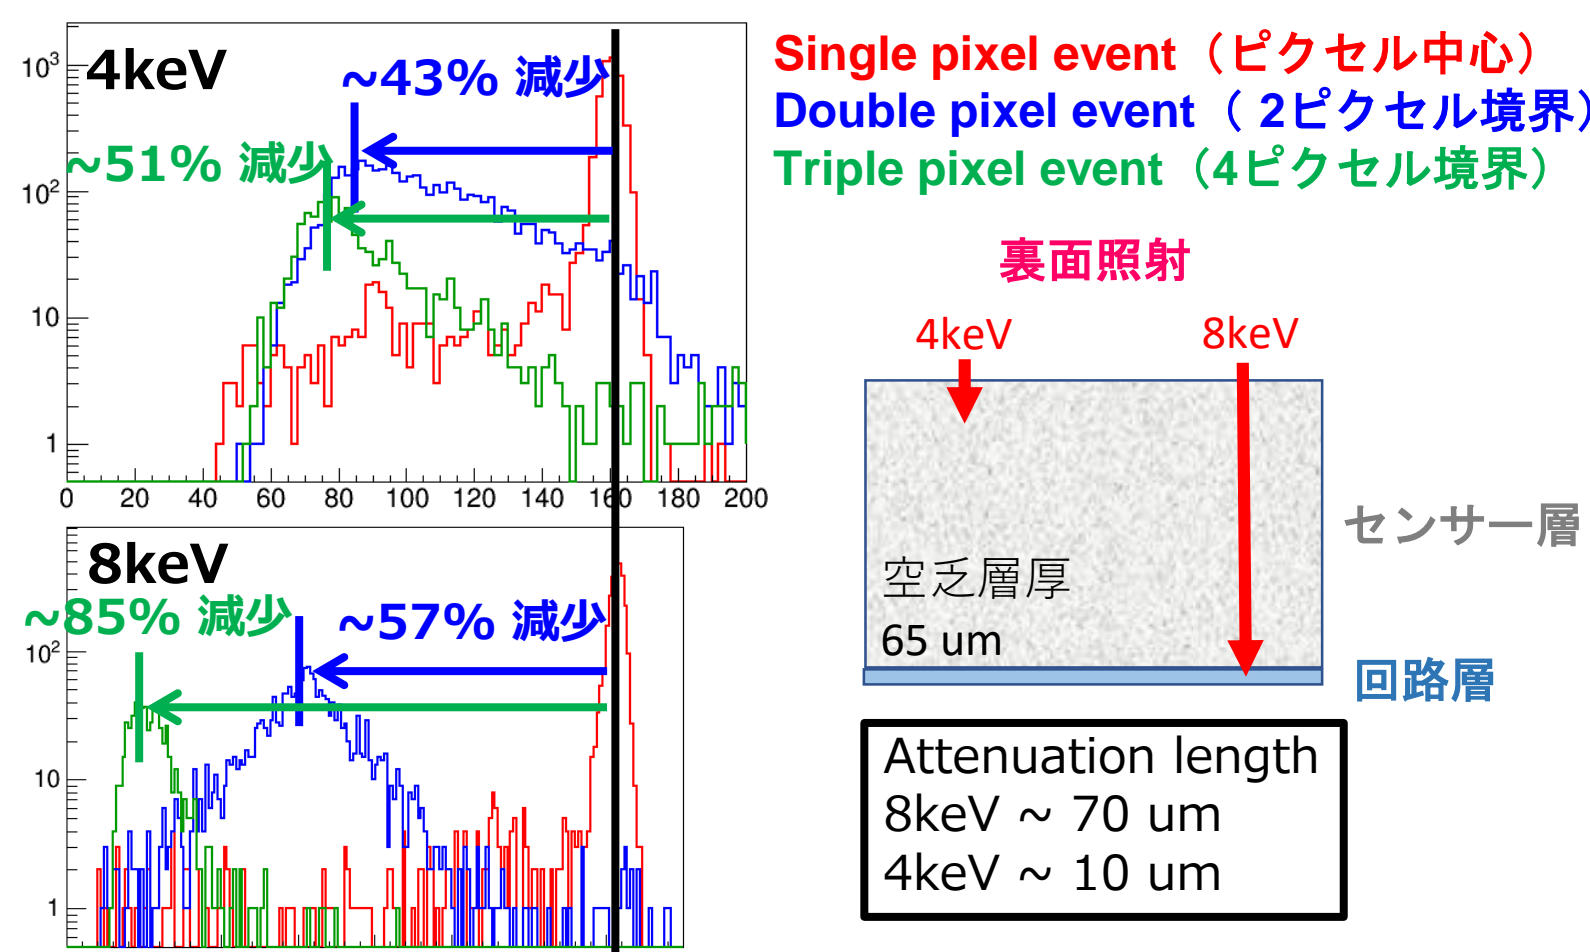 4keV
~43% 減少
~51% 減少
10³
10²
10
1
0 20 40 60 80 100 120 140 160 180 200
8keV
~85% 減少
~57% 減少
10²
10
1
Single pixel event（ピクセル中心）
Double pixel event（ 2ピクセル境界）
Triple pixel event（4ピクセル境界）
裏面照射
4keV 8keV
空乏層厚
65 um
センサー層
回路層
Attenuation length
8keV ~ 70 um
4keV ~ 10 um